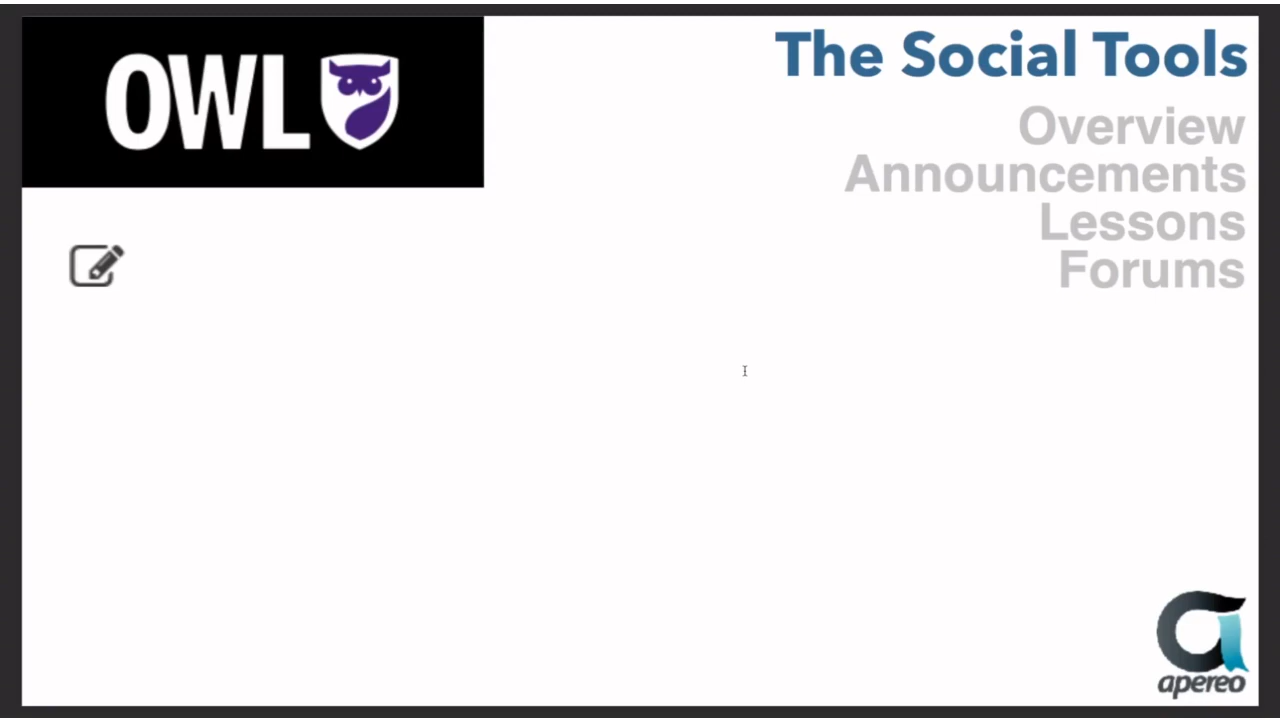 OWL
The Social Tools
Overview
Announcements
Lessons
Forums
apereo